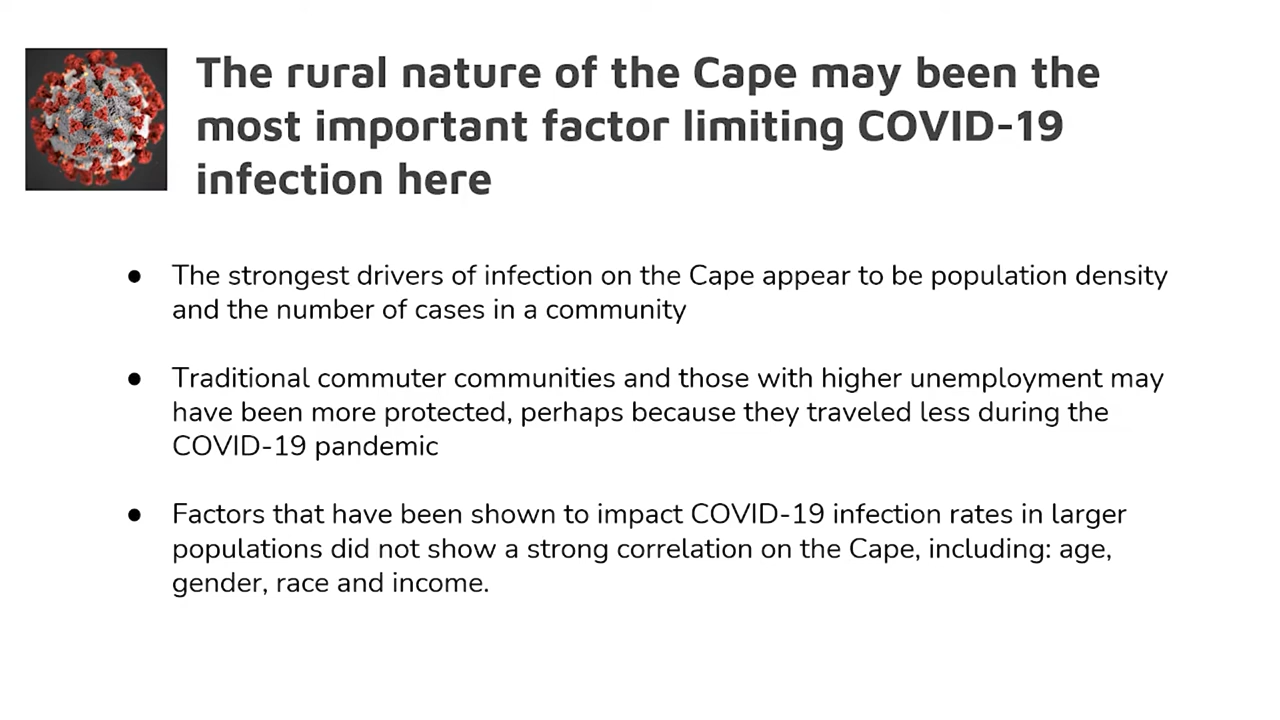 The rural nature of the Cape may been the
most important factor limiting COVID-19
infection here
● The strongest drivers of infection on the Cape appear to be population density
and the number of cases in a community
● Traditional commuter communities and those with higher unemployment may
have been more protected, perhaps because they traveled less during the
COVID-19 pandemic
● Factors that have been shown to impact COVID-19 infection rates in larger
populations did not show a strong correlation on the Cape, including: age,
gender, race and income.